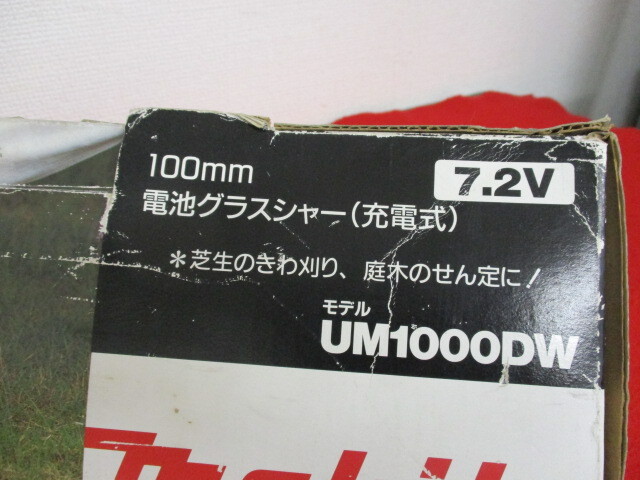 100mm
7.2V
電池グラスシャー(充電式)
*芝生のきわ刈り、庭木のせん定に!
モデル
UM1000DW
makita